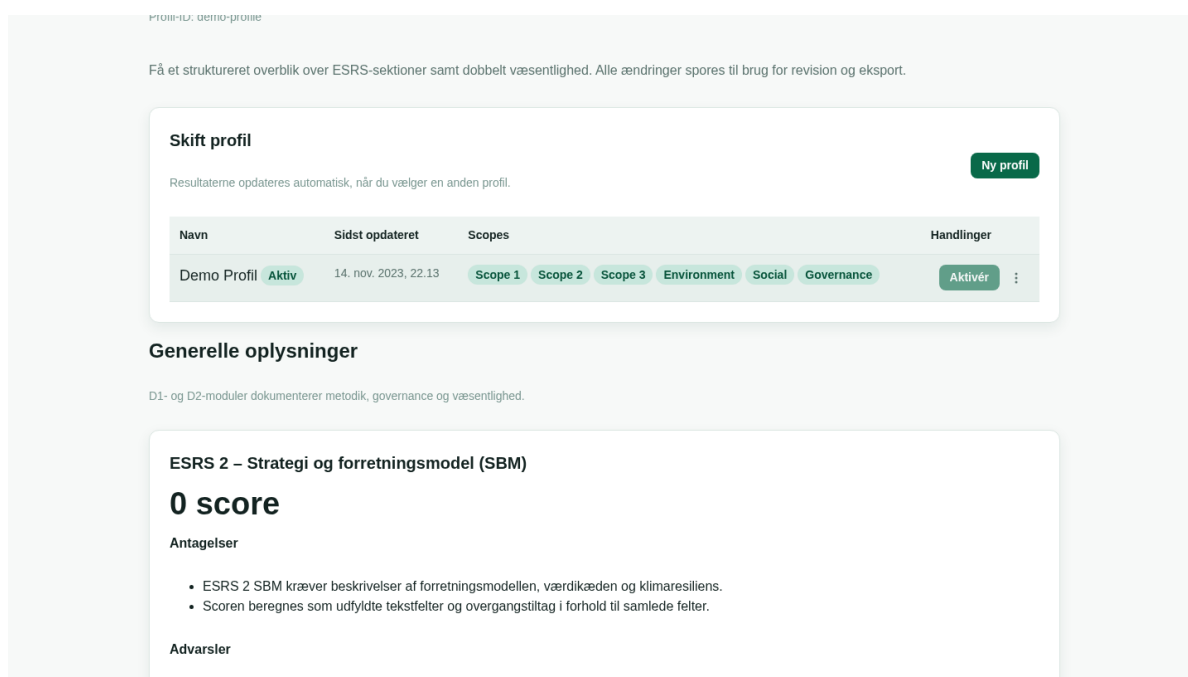 Profil-ID: demo-profile
Få et struktureret overblik over ESRS-sektioner samt dobbelt væsentlighed. Alle ændringer spores til brug for revision og eksport.
Skift profil
Ny profil
Resultaterne opdateres automatisk, når du vælger en anden profil.
Navn Sidst opdateret Scopes Handlinger
Demo Profil Aktiv 14. nov. 2023, 22.13 Scope 1 Scope 2 Scope 3 Environment Social Governance Aktivér
Generelle oplysninger
D1- og D2-moduler dokumenterer metodik, governance og væsentlighed.
ESRS 2 – Strategi og forretningsmodel (SBM)
0 score
Antagelser
• ESRS 2 SBM kræver beskrivelser af forretningsmodellen, værdikæden og klimaresiliens.
• Scoren beregnes som udfyldte tekstfelter og overgangstiltag i forhold til samlede felter.
Advarsler